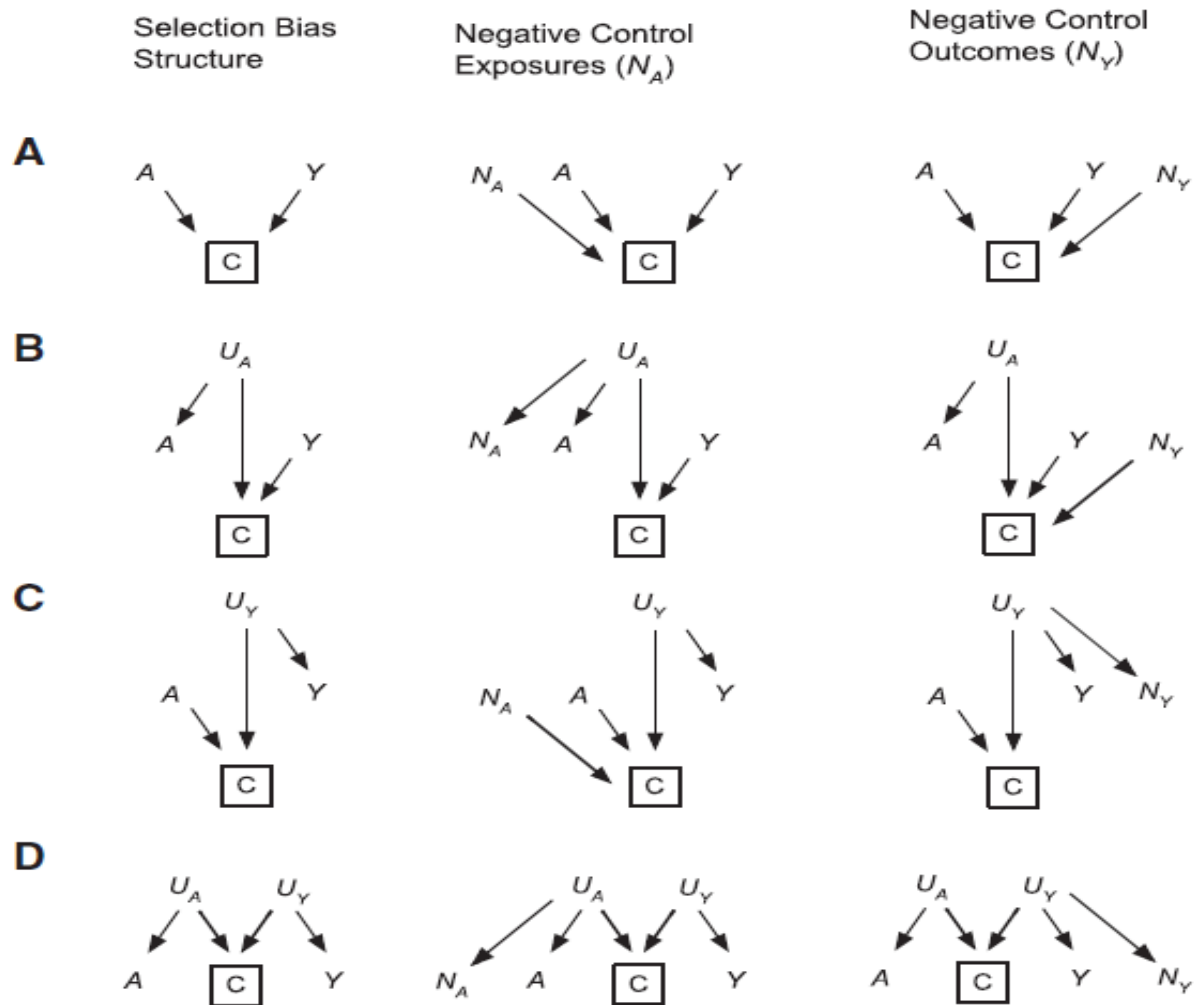 Selection Bias
Structure
Negative Control
Exposures (N_A)
Negative Control
Outcomes (N_Y)
A
A Y
C
N_A A Y
C
A Y N_Y
C
B
U_A
A Y
C
U_A
N_A A Y
C
U_A
A Y N_Y
C
C
U_Y
A Y
C
U_Y
N_A A Y
C
U_Y
A Y N_Y
C
D
U_A U_Y
A C Y
U_A U_Y
N_A A C Y
U_A U_Y
A C Y N_Y